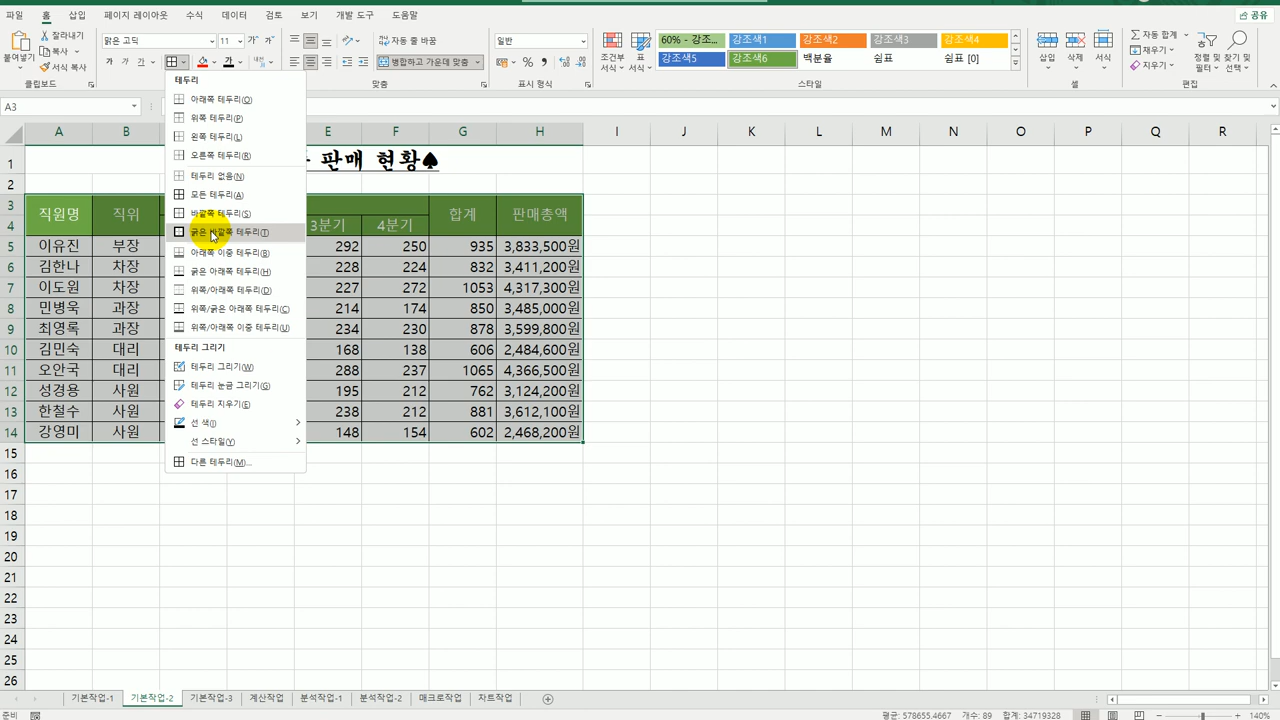 파일 홈 삽입 페이지 레이아웃 수식 데이터 검토 보기 개발 도구 도움말 공유
잘라내기
복사
서식 복사
붙여넣기
클립보드
맑은 고딕 11
가 가 가
자동 줄 바꿈
병합하고 가운데 맞춤
맞춤
일반
% 9
표시 형식
조건부 서식
표 서식
60% - 강조... 강조색1 강조색2 강조색3 강조색4
강조색5 강조색6 백분율 쉼표 쉼표 [0]
스타일
삽입 삭제 서식
셀
자동 합계
채우기
지우기
정렬 및 필터
찾기 및 선택
편집
A3
테두리
아래쪽 테두리(O)
위쪽 테두리(P)
왼쪽 테두리(L)
오른쪽 테두리(R)
테두리 없음(N)
모든 테두리(A)
바깥쪽 테두리(S)
굵은 바깥쪽 테두리(T)
아래쪽 이중 테두리(B)
굵은 아래쪽 테두리(H)
위쪽/아래쪽 테두리(D)
위쪽/굵은 아래쪽 테두리(C)
위쪽/아래쪽 이중 테두리(U)
테두리 그리기
테두리 그리기(W)
테두리 눈금 그리기(G)
테두리 지우기(E)
선 색(I)
선 스타일(Y)
다른 테두리(M)...
A B E F G H I J K L M N O P Q R
1 판매 현황♠
2
3 직원명 직위 합계 판매총액
4 3분기 4분기
5 이유진 부장 292 250 935 3,833,500원
6 김한나 차장 228 224 832 3,411,200원
7 이도원 차장 227 272 1053 4,317,300원
8 민병욱 과장 214 174 850 3,485,000원
9 최영록 과장 234 230 878 3,599,800원
10 김민숙 대리 168 138 606 2,484,600원
11 오안국 대리 288 237 1065 4,366,500원
12 성경용 사원 195 212 762 3,124,200원
13 한철수 사원 238 212 881 3,612,100원
14 강영미 사원 148 154 602 2,468,200원
15
16
17
18
19
20
21
22
23
24
25
26
기본작업-1 기본작업-2 기본작업-3 계산작업 분석작업-1 분석작업-2 매크로작업 차트작업
준비 평균: 578655.4667 개수: 89 합계: 34719328 140%